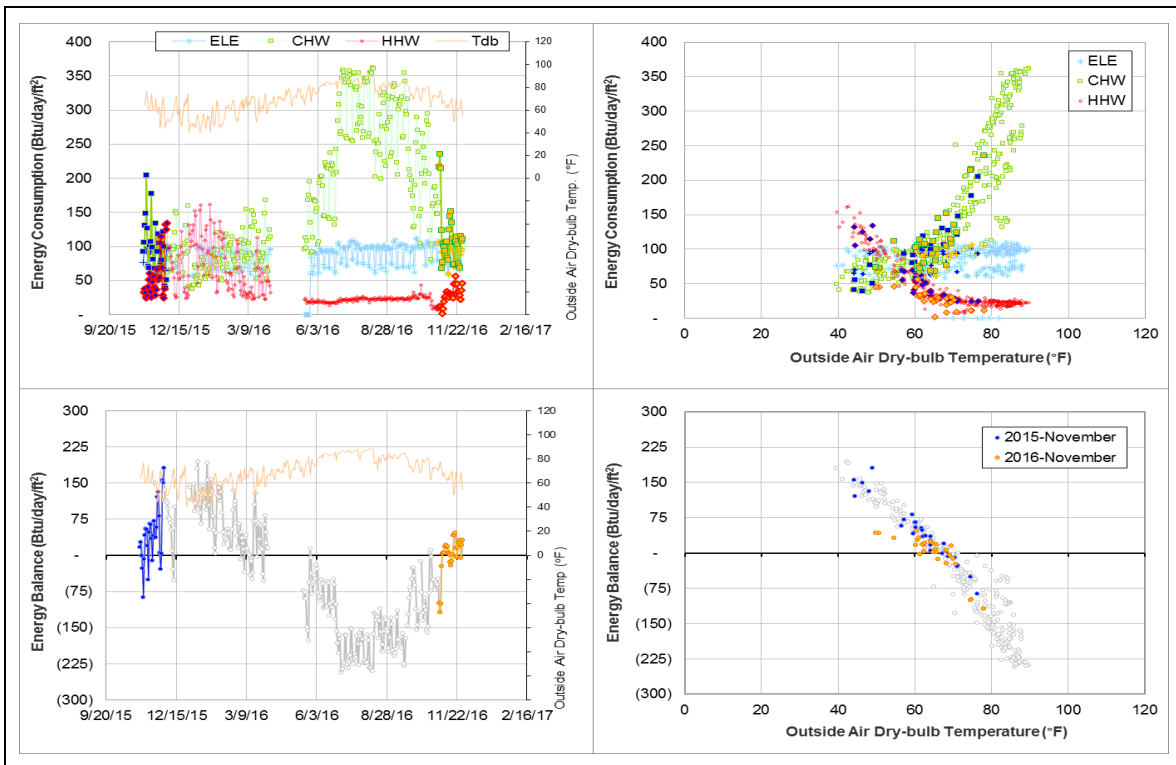 ELE CHW HHW Tdb
Energy Consumption (Btu/day/ft²)
400
350
300
250
200
150
100
50
-
120
100
80
60
40
20
0
Outside Air Dry-bulb Temp. (°F)
9/20/15 12/15/15 3/9/16 6/3/16 8/28/16 11/22/16 2/16/17
Energy Consumption (Btu/day/ft²)
400
350
300
250
200
150
100
50
-
ELE
CHW
HHW
0 20 40 60 80 100 120
Outside Air Dry-bulb Temperature (°F)
Energy Balance (Btu/day/ft²)
300
225
150
75
-
(75)
(150)
(225)
(300)
120
100
80
60
40
20
0
Outside Air Dry-bulb Temp (°F)
9/20/15 12/15/15 3/9/16 6/3/16 8/28/16 11/22/16 2/16/17
Energy Balance (Btu/day/ft²)
300
225
150
75
-
(75)
(150)
(225)
(300)
2015-November
2016-November
0 20 40 60 80 100 120
Outside Air Dry-bulb Temperature (°F)